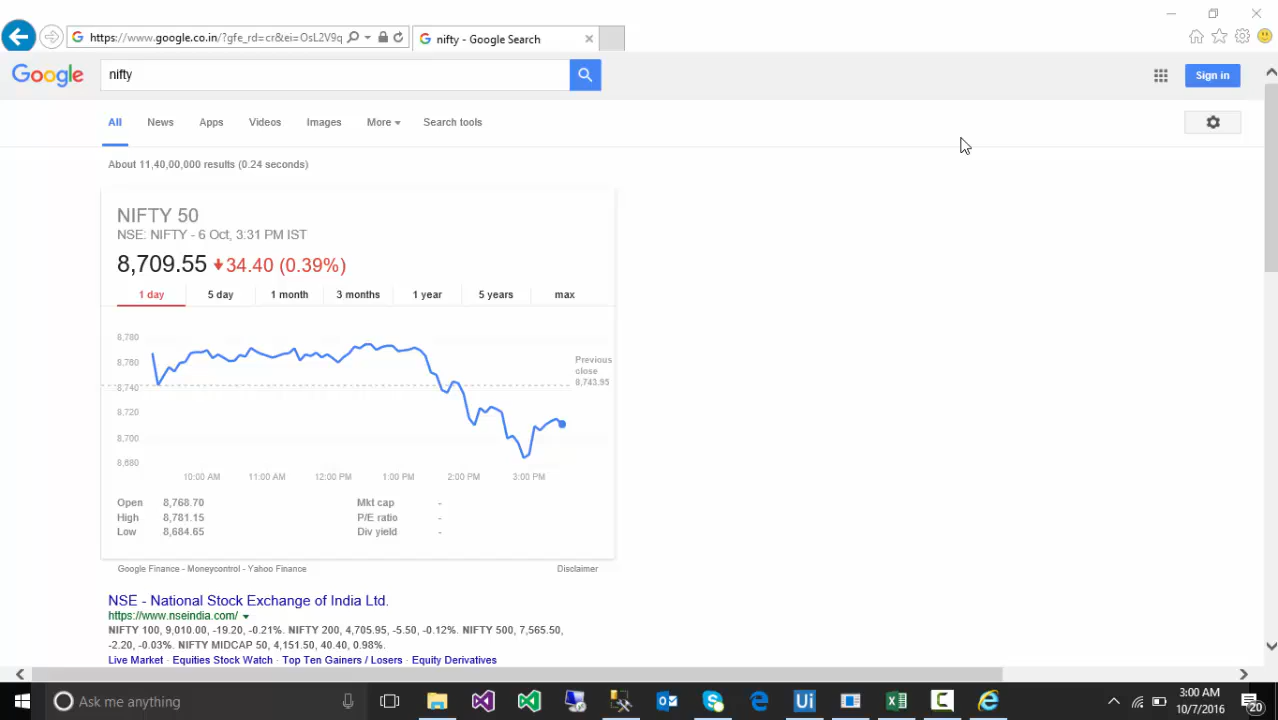 https://www.google.co.in/?gfe_rd=cr&ei=OsL2V9q
nifty - Google Search
Google
nifty
Sign in
All News Apps Videos Images More Search tools
About 11,40,00,000 results (0.24 seconds)
NIFTY 50
NSE: NIFTY - 6 Oct, 3:31 PM IST
8,709.55 34.40 (0.39%)
1 day 5 day 1 month 3 months 1 year 5 years max
8,780
8,760
8,740
8,720
8,700
8,680
Previous
close
8,743.95
10:00 AM 11:00 AM 12:00 PM 1:00 PM 2:00 PM 3:00 PM
Open 8,768.70 Mkt cap -
High 8,781.15 P/E ratio -
Low 8,684.65 Div yield -
Google Finance - Moneycontrol - Yahoo Finance Disclaimer
NSE - National Stock Exchange of India Ltd.
https://www.nseindia.com/
NIFTY 100, 9,010.00, -19.20, -0.21%. NIFTY 200, 4,705.95, -5.50, -0.12%. NIFTY 500, 7,565.50,
-2.20, -0.03%. NIFTY MIDCAP 50, 4,151.50, 40.40, 0.98%.
Live Market · Equities Stock Watch · Top Ten Gainers / Losers · Equity Derivatives
Ask me anything
Ui
3:00 AM
10/7/2016
20